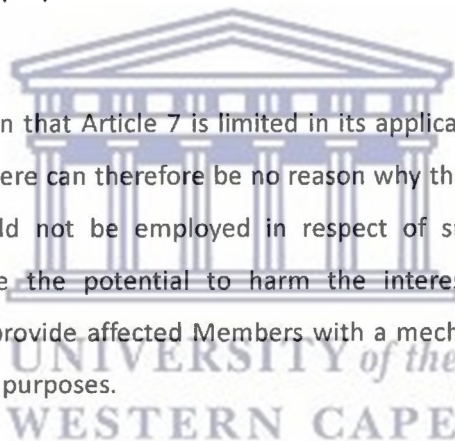 n that Article 7 is limited in its applica
ere can therefore be no reason why th
ld not be employed in respect of s
e the potential to harm the intere
provide affected Members with a mech
purposes.
UNIVERSITY of the
WESTERN CAPE